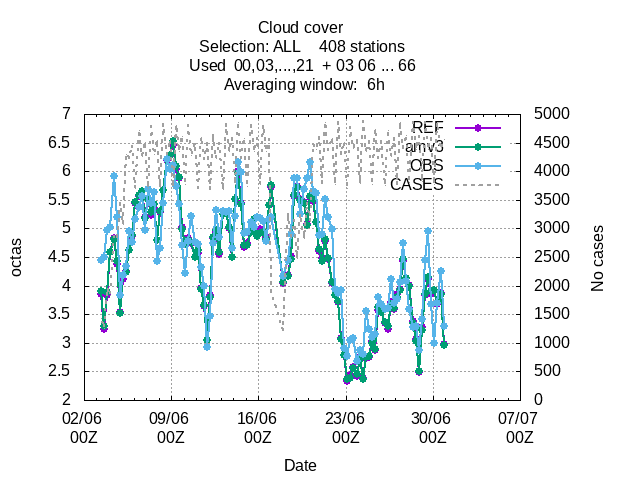 Cloud cover
Selection: ALL 408 stations
Used 00,03,...,21 + 03 06 ... 66
Averaging window: 6h
7 5000
6.5 4500
6 4000
5.5 3500
5 3000
4.5 2500
4 2000
3.5 1500
3 1000
2.5 500
2 0
REF
amv3
OBS
CASES
octas
No cases
02/06 09/06 16/06 23/06 30/06 07/07
00Z 00Z 00Z 00Z 00Z 00Z
Date